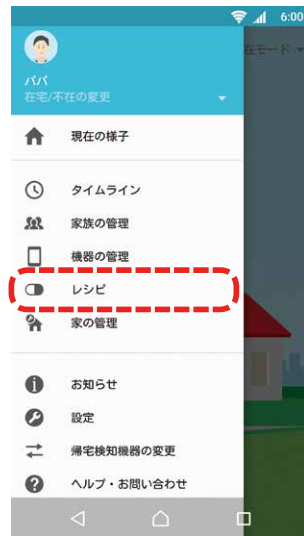 6:00
在モード
パパ
在宅/不在の変更
現在の様子
タイムライン
家族の管理
機器の管理
レシピ
家の管理
お知らせ
設定
帰宅検知機器の変更
ヘルプ・お問い合わせ